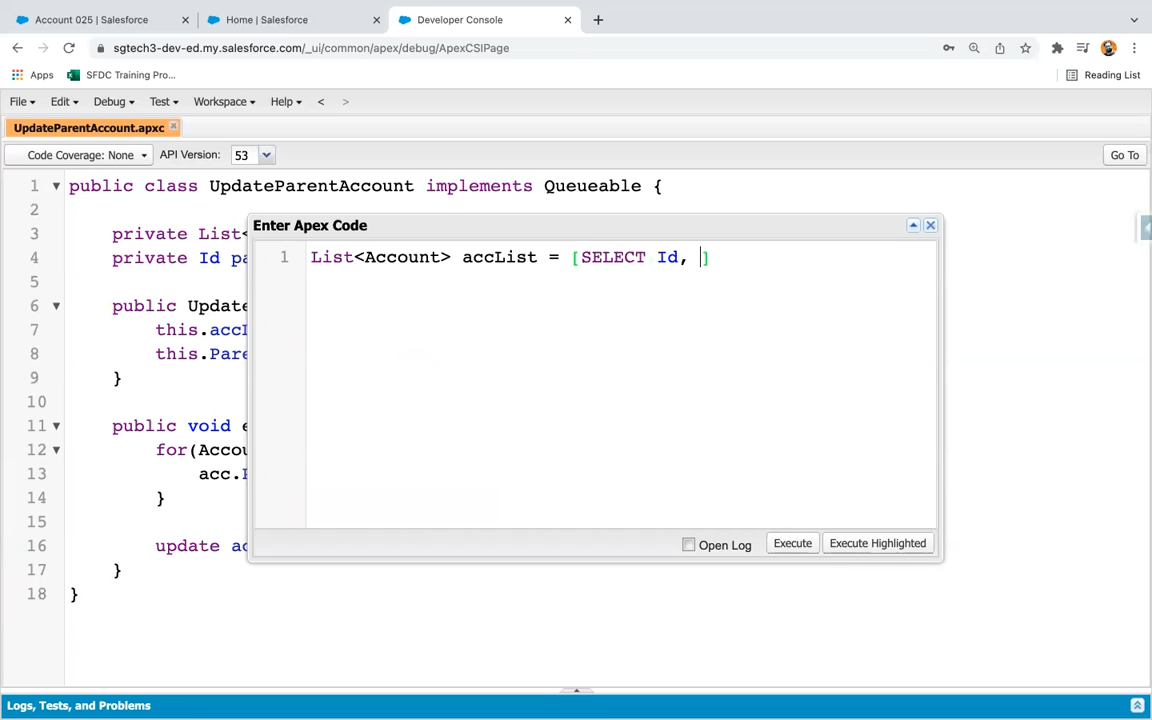 Account 025 | Salesforce
Home | Salesforce
Developer Console
sgtech3-dev-ed.my.salesforce.com/_ui/common/apex/debug/ApexCSIPage
Apps
SFDC Training Pro...
Reading List
File
Edit
Debug
Test
Workspace
Help
<
>
UpdateParentAccount.apxc
Code Coverage: None
API Version:
53
Go To
1 public class UpdateParentAccount implements Queueable {
2
3 private List<
4 private Id pa
5
6 public Update
7 this.accL
8 this.Pare
9 }
10
11 public void e
12 for(Accou
13 acc.P
14 }
15
16 update ac
17 }
18 }
Enter Apex Code
1 List<Account> accList = [SELECT Id, ]
Open Log
Execute
Execute Highlighted
Logs, Tests, and Problems